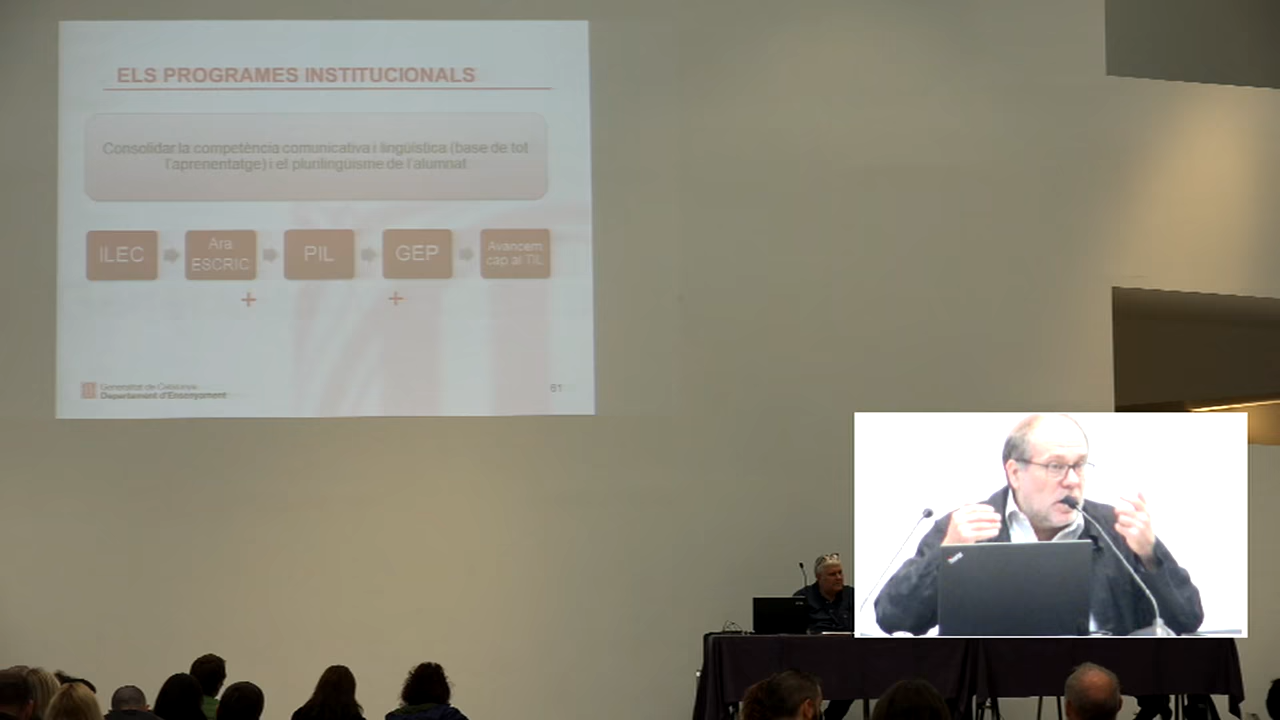 ELS PROGRAMES INSTITUCIONALS
Consolidar la competència comunicativa i lingüística (base de tot
l'aprenentatge) i el plurilingüisme de l'alumnat
ILEC
Ara
ESCRIC
PIL
GEP
Avancem
cap al TIL
+
+
Generalitat de Catalunya
Departament d'Ensenyament
61